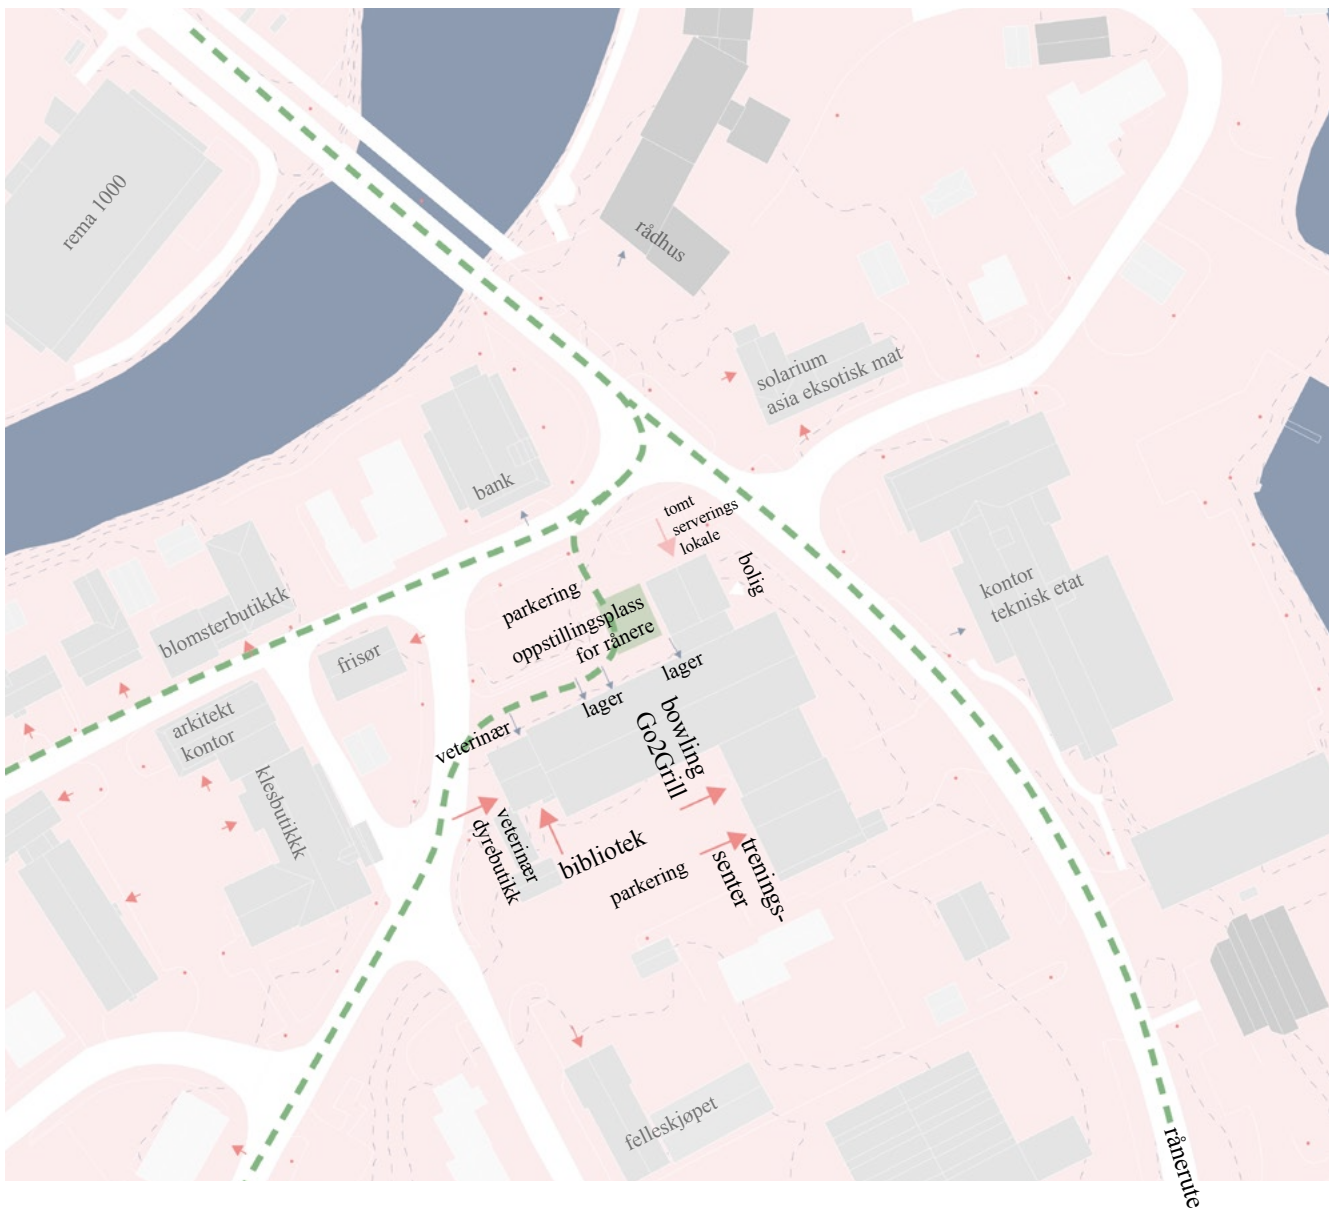 rema 1000
rådhus
solarium
asia eksotisk mat
bank
tomt
serverings
lokale
bolig
kontor
teknisk etat
parkering
oppstillingsplass
for rånere
blomsterbutikkk
frisør
lager
lager
arkitekt
kontor
veterinær
bowling
Go2Grill
klesbutikkk
veterinær
dyrebutikk
bibliotek
parkering
trenings-
senter
felleskjøpet
rånerute